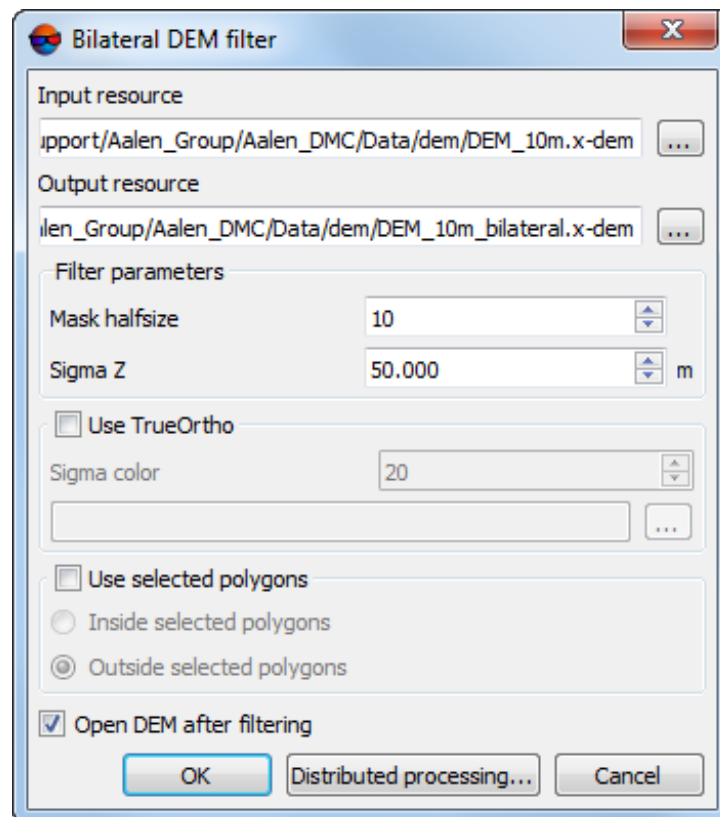 Bilateral DEM filter
Input resource
upport/Aalen_Group/Aalen_DMC/Data/dem/DEM_10m.x-dem ...
Output resource
alen_Group/Aalen_DMC/Data/dem/DEM_10m_bilateral.x-dem ...
Filter parameters
Mask halfsize 10
Sigma Z 50.000 m
Use TrueOrtho
Sigma color 20
...
Use selected polygons
Inside selected polygons
Outside selected polygons
Open DEM after filtering
OK Distributed processing... Cancel